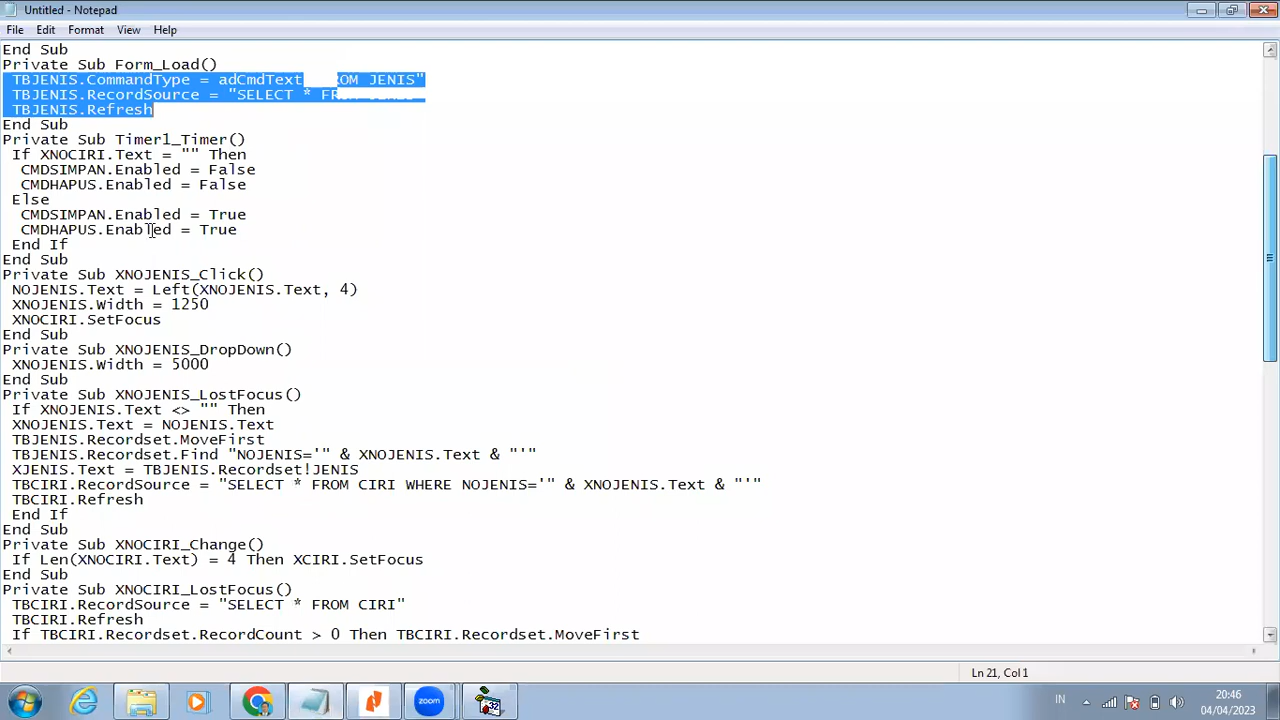 Untitled - Notepad
File Edit Format View Help
End Sub
Private Sub Form_Load()
TBJENIS.CommandType = adCmdText OM JENIS"
TBJENIS.RecordSource = "SELECT * FR
TBJENIS.Refresh
End Sub
Private Sub Timer1_Timer()
If XNOCIRI.Text = "" Then
CMDSIMPAN.Enabled = False
CMDHAPUS.Enabled = False
Else
CMDSIMPAN.Enabled = True
CMDHAPUS.Enabled = True
End If
End Sub
Private Sub XNOJENIS_Click()
NOJENIS.Text = Left(XNOJENIS.Text, 4)
XNOJENIS.Width = 1250
XNOCIRI.SetFocus
End Sub
Private Sub XNOJENIS_DropDown()
XNOJENIS.Width = 5000
End Sub
Private Sub XNOJENIS_LostFocus()
If XNOJENIS.Text <> "" Then
XNOJENIS.Text = NOJENIS.Text
TBJENIS.Recordset.MoveFirst
TBJENIS.Recordset.Find "NOJENIS='" & XNOJENIS.Text & "'"
XJENIS.Text = TBJENIS.Recordset!JENIS
TBCIRI.RecordSource = "SELECT * FROM CIRI WHERE NOJENIS='" & XNOJENIS.Text & "'"
TBCIRI.Refresh
End If
End Sub
Private Sub XNOCIRI_Change()
If Len(XNOCIRI.Text) = 4 Then XCIRI.SetFocus
End Sub
Private Sub XNOCIRI_LostFocus()
TBCIRI.RecordSource = "SELECT * FROM CIRI"
TBCIRI.Refresh
If TBCIRI.Recordset.RecordCount > 0 Then TBCIRI.Recordset.MoveFirst
Ln 21, Col 1
zoom
32
IN
20:46
04/04/2023